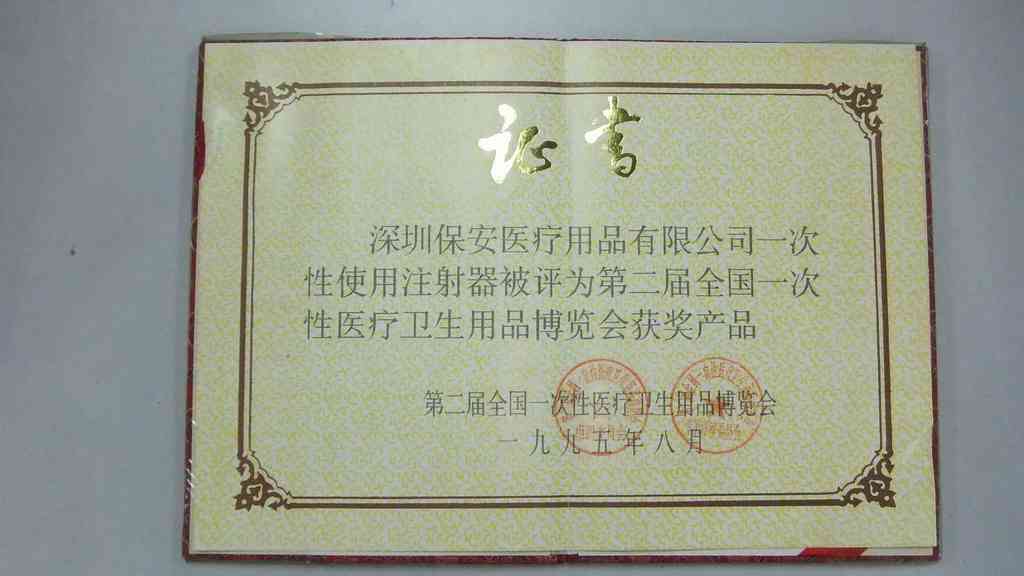 证书
深圳保安医疗用品有限公司一次
性使用注射器被评为第二届全国一次
性医疗卫生用品博览会获奖产品
第二届全国一次性医疗卫生用品博览会
一九九五年八月